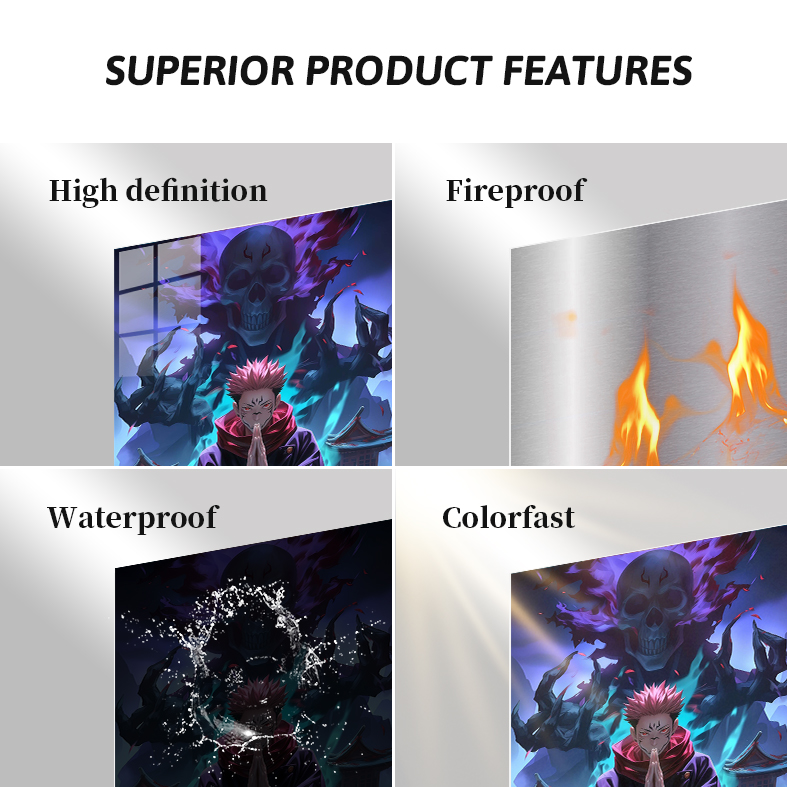 SUPERIOR PRODUCT FEATURES
High definition
Fireproof
Waterproof
Colorfast